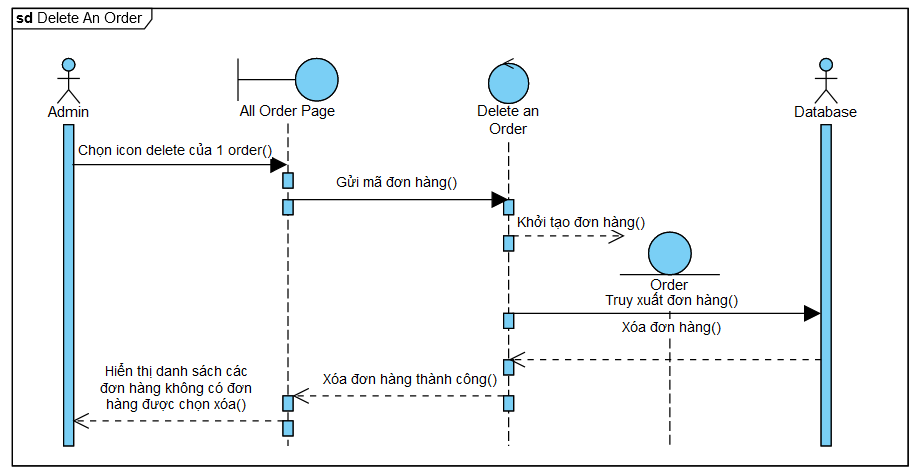 sd Delete An Order
Admin
All Order Page
Delete an
Order
Database
Chọn icon delete của 1 order()
Gửi mã đơn hàng()
Khởi tạo đơn hàng()
Order
Truy xuất đơn hàng()
Xóa đơn hàng()
Xóa đơn hàng thành công()
Hiển thị danh sách các
đơn hàng không có đơn
hàng được chọn xóa()